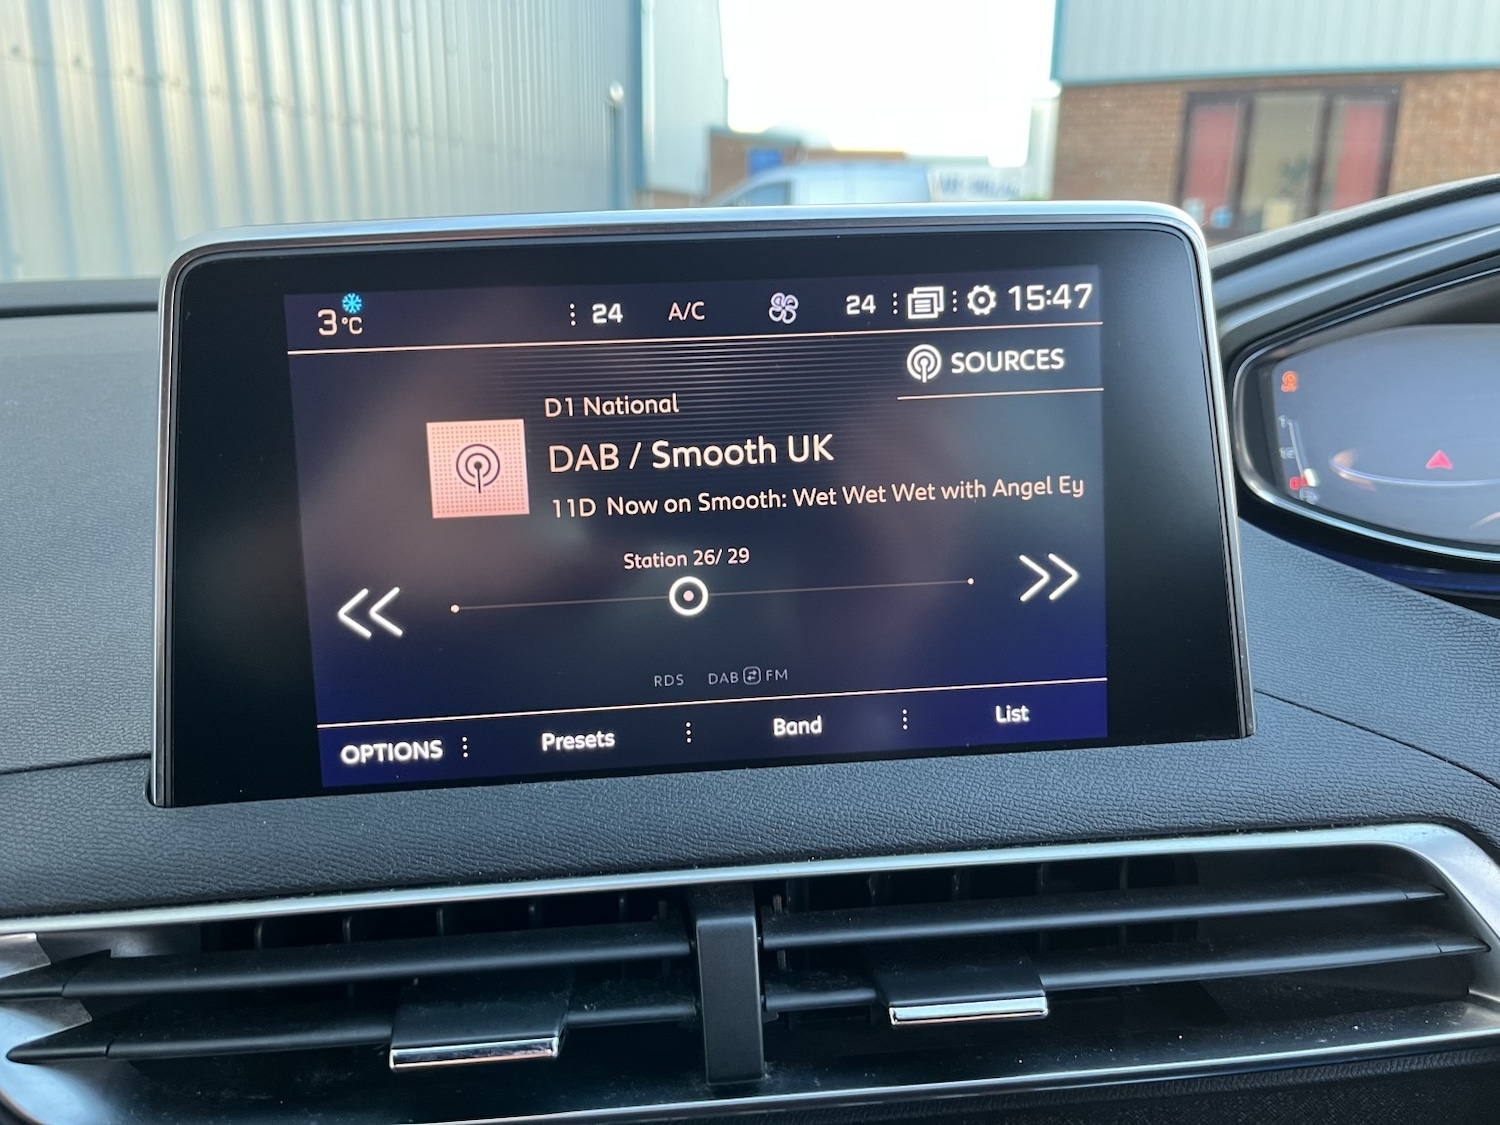 3°C 24 A/C 24 15:47
SOURCES
D1 National
DAB / Smooth UK
11D Now on Smooth: Wet Wet Wet with Angel Ey
Station 26/ 29
RDS DAB FM
OPTIONS Presets Band List